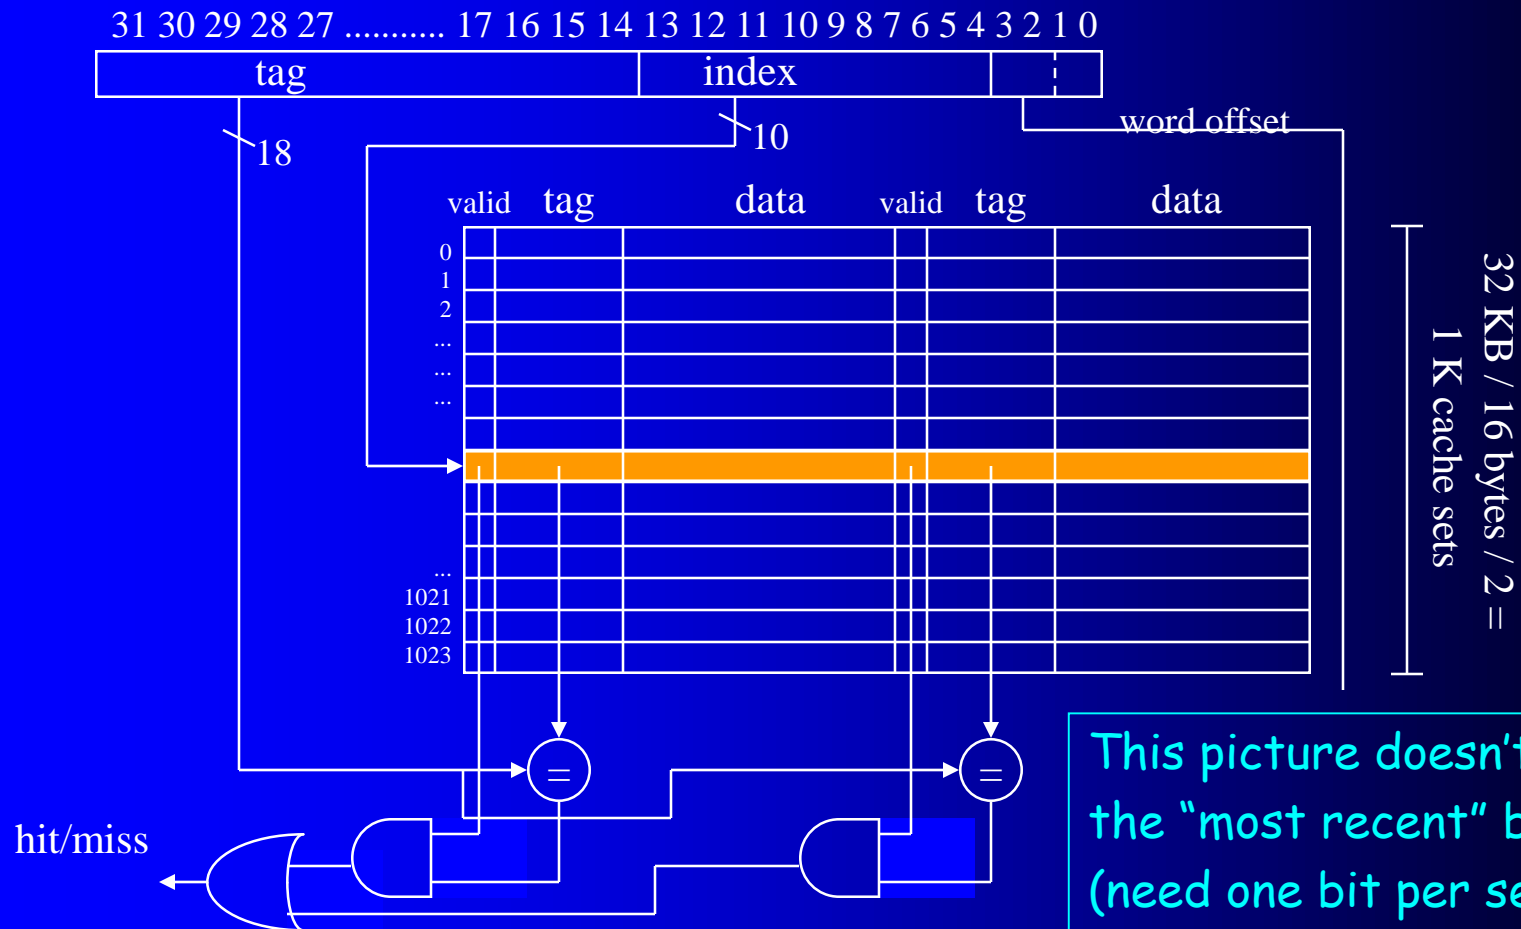 31 30 29 28 27 ........... 17 16 15 14 13 12 11 10 9 8 7 6 5 4 3 2 1 0
tag index
word offset
18 10
valid tag data valid tag data
0
1
2
...
...
...
...
1021
1022
1023
32 KB / 16 bytes / 2 =
1 K cache sets
= =
hit/miss
This picture doesn't
the "most recent" b
(need one bit per se